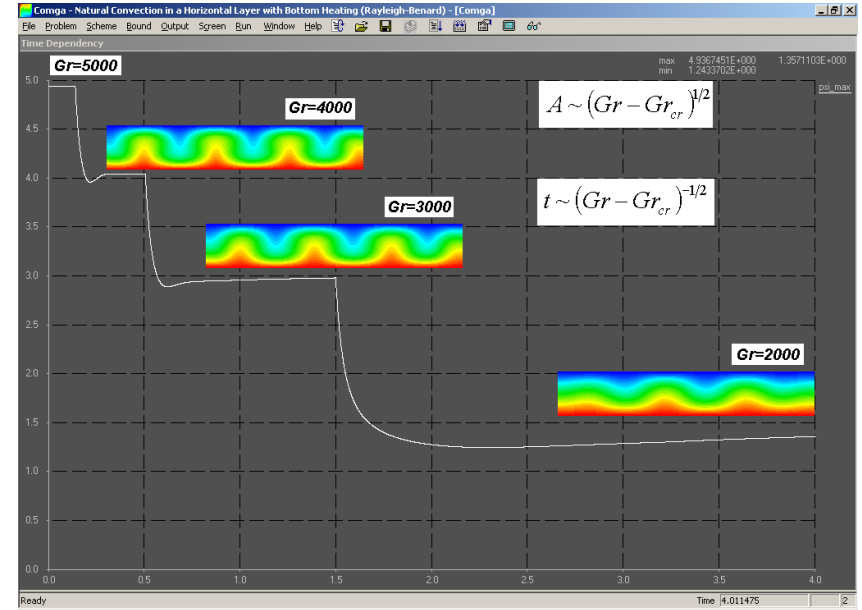 Comga - Natural Convection in a Horizontal Layer with Bottom Heating (Rayleigh-Benard) - [Comga]
File Problem Scheme Bound Output Screen Run Window Help
Time Dependency
max 4.9367451E+000 1.3571103E+000
min 1.2433702E+000
psi_max
Gr=5000
A ~ (Gr − Gr_cr)^1/2
Gr=4000
t ~ (Gr − Gr_cr)^−1/2
Gr=3000
Gr=2000
5.0
4.5
4.0
3.5
3.0
2.5
2.0
1.5
1.0
0.5
0.0
0.0 0.5 1.0 1.5 2.0 2.5 3.0 3.5 4.0
Ready Time 4.011475 2